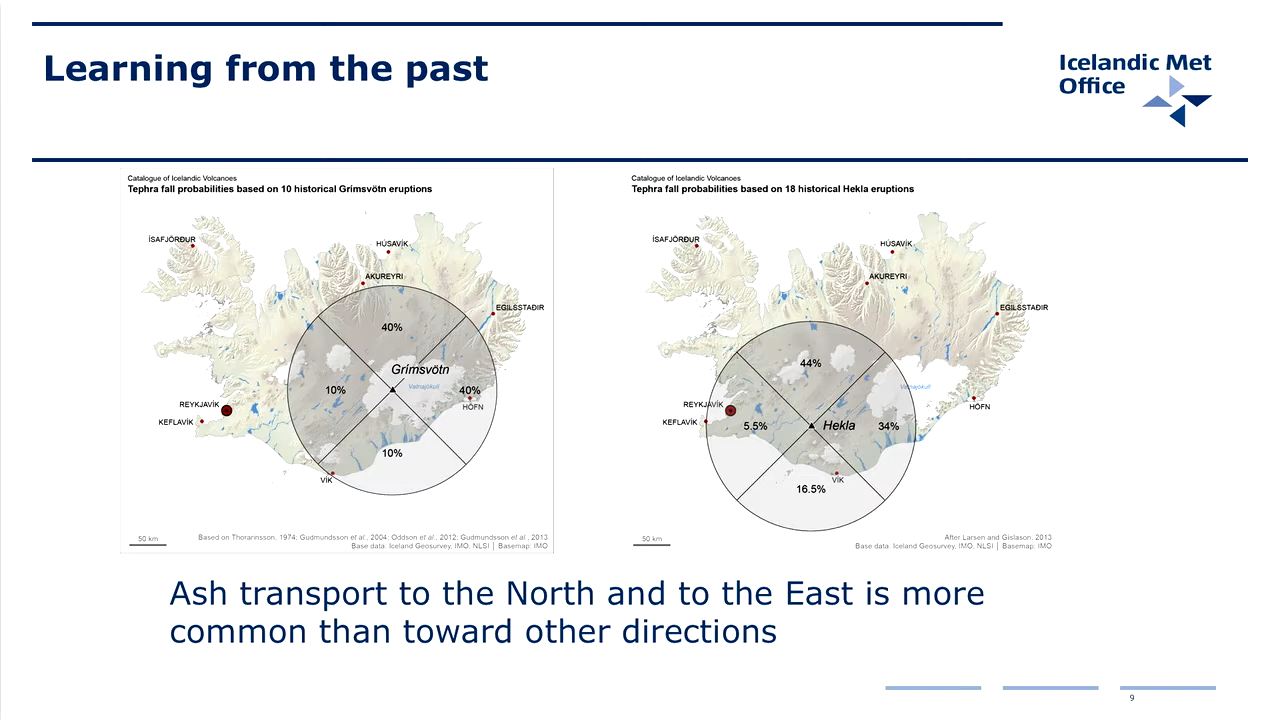 Learning from the past
Icelandic Met
Office
Catalogue of Icelandic Volcanoes
Tephra fall probabilities based on 10 historical Grímsvötn eruptions
ÍSAFJÖRÐUR
HÚSAVÍK
AKUREYRI
EGILSSTAÐIR
40%
Grímsvötn
Vatnajökull
10%
40%
REYKJAVÍK
HÖFN
KEFLAVÍK
10%
VÍK
50 km
Based on Thorarinsson, 1974; Gudmundsson et al., 2004; Oddson et al., 2012; Gudmundsson et al., 2013
Base data: Iceland Geosurvey, IMO, NLSI | Basemap: IMO
Catalogue of Icelandic Volcanoes
Tephra fall probabilities based on 18 historical Hekla eruptions
ÍSAFJÖRÐUR
HÚSAVÍK
AKUREYRI
EGILSSTAÐIR
44%
Vatnajökull
REYKJAVÍK
HÖFN
KEFLAVÍK
5.5%
Hekla
34%
VÍK
16.5%
50 km
After Larsen and Gíslason, 2013
Base data: Iceland Geosurvey, IMO, NLSI | Basemap: IMO
Ash transport to the North and to the East is more
common than toward other directions
9